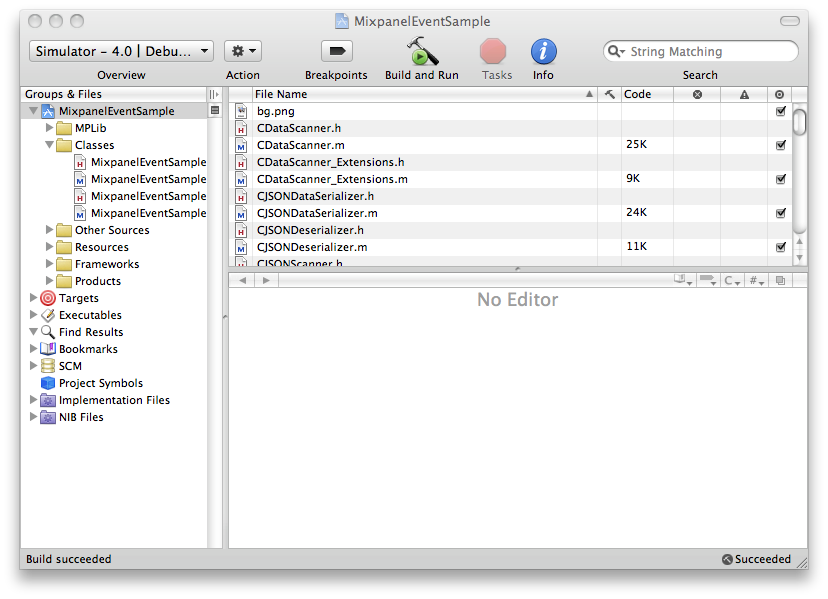 MixpanelEventSample
Simulator - 4.0 | Debu...
String Matching
Overview
Action
Breakpoints
Build and Run
Tasks
Info
Search
Groups & Files
MixpanelEventSample
MPLib
Classes
MixpanelEventSample
MixpanelEventSample
MixpanelEventSample
MixpanelEventSample
Other Sources
Resources
Frameworks
Products
Targets
Executables
Find Results
Bookmarks
SCM
Project Symbols
Implementation Files
NIB Files
File Name Code
bg.png
CDataScanner.h
CDataScanner.m 25K
CDataScanner_Extensions.h
CDataScanner_Extensions.m 9K
CJSONDataSerializer.h
CJSONDataSerializer.m 24K
CJSONDeserializer.h
CJSONDeserializer.m 11K
CJSONScanner.h
C #
No Editor
Build succeeded
Succeeded